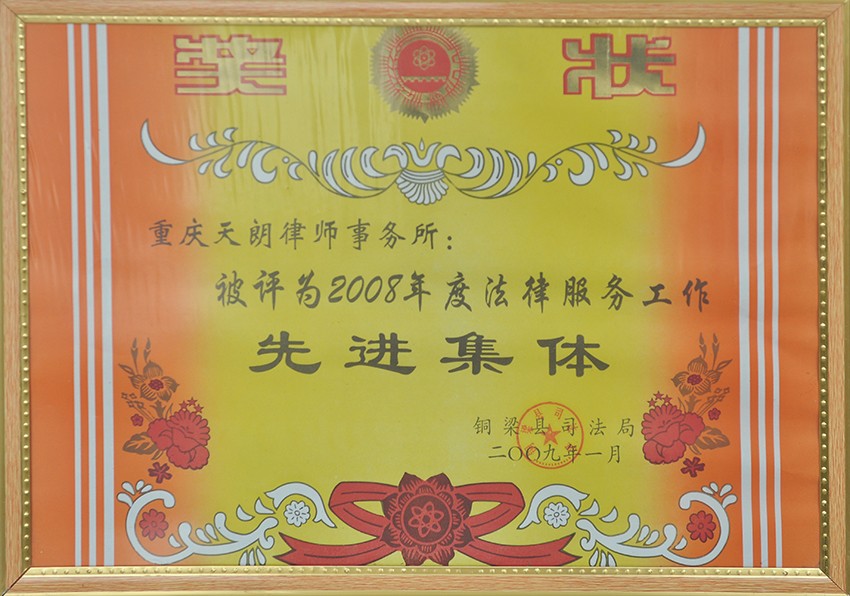 奖状
重庆天朗律师事务所：
被评为2008年度法律服务工作
先进集体
铜梁县司法局
二〇〇九年一月